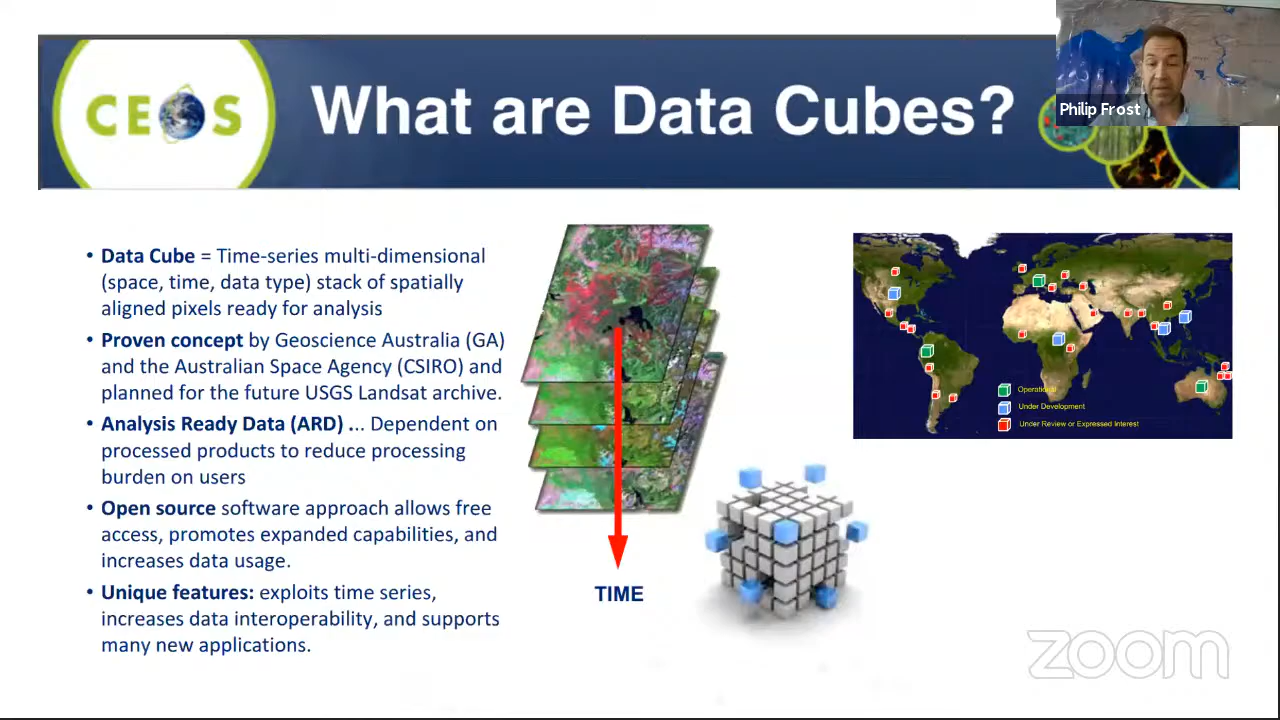 CEOS
What are Data Cubes?
Philip Frost
• Data Cube = Time-series multi-dimensional
(space, time, data type) stack of spatially
aligned pixels ready for analysis
• Proven concept by Geoscience Australia (GA)
and the Australian Space Agency (CSIRO) and
planned for the future USGS Landsat archive.
• Analysis Ready Data (ARD) ... Dependent on
processed products to reduce processing
burden on users
• Open source software approach allows free
access, promotes expanded capabilities, and
increases data usage.
• Unique features: exploits time series,
increases data interoperability, and supports
many new applications.
TIME
Operational
Under Development
Under Review or Expressed Interest
zoom